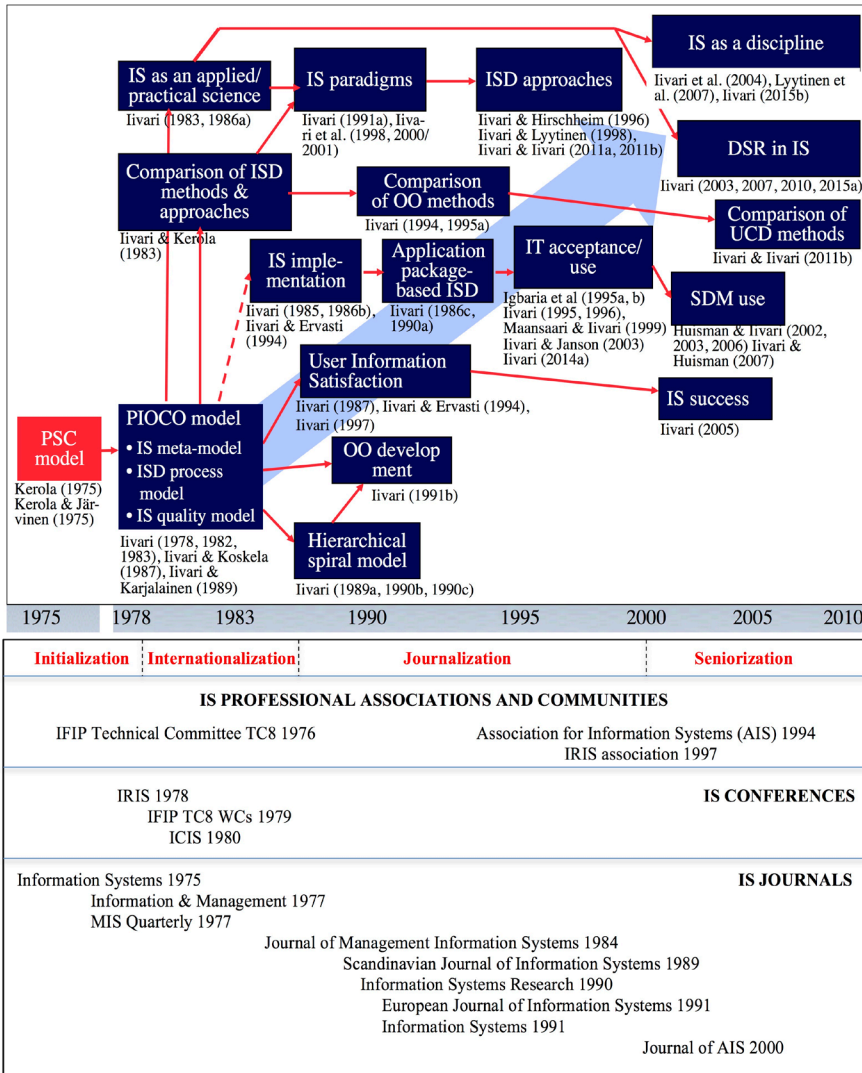 IS as an applied/
practical science
Iivari (1983, 1986a)
IS paradigms
Iivari (1991a), Iiva-
ri et al. (1998, 2000/
2001)
ISD approaches
Iivari & Hirschheim (1996)
Iivari & Lyytinen (1998),
Iivari & Iivari (2011a, 2011b)
IS as a discipline
Iivari et al. (2004), Lyytinen
et al. (2007), Iivari (2015b)
DSR in IS
Iivari (2003, 2007, 2010, 2015a)
Comparison of ISD
methods &
approaches
Iivari & Kerola
(1983)
Comparison
of OO methods
Iivari (1994, 1995a)
Comparison of
UCD methods
Iivari & Iivari (2011b)
IS imple-
mentation
Iivari (1985, 1986b),
Iivari & Ervasti
(1994)
Application
package-
based ISD
Iivari (1986c,
1990a)
IT acceptance/
use
Igbaria et al (1995a, b)
Iivari (1995, 1996),
Maansaari & Iivari (1999)
Iivari & Janson (2003)
Iivari (2014a)
SDM use
Huisman & Iivari (2002,
2003, 2006) Iivari &
Huisman (2007)
User Information
Satisfaction
Iivari (1987), Iivari & Ervasti (1994),
Iivari (1997)
IS success
Iivari (2005)
PSC
model
Kerola (1975)
Kerola & Jär-
vinen (1975)
PIOCO model
• IS meta-model
• ISD process
model
• IS quality model
Iivari (1978, 1982,
1983), Iivari & Koskela
(1987), Iivari &
Karjalainen (1989)
OO develop
ment
Iivari (1991b)
Hierarchical
spiral model
Iivari (1989a, 1990b, 1990c)
1975 1978 1983 1990 1995 2000 2005 2010
Initialization Internationalization Journalization Seniorization
IS PROFESSIONAL ASSOCIATIONS AND COMMUNITIES
IFIP Technical Committee TC8 1976 Association for Information Systems (AIS) 1994
IRIS association 1997
IRIS 1978 IS CONFERENCES
IFIP TC8 WCs 1979
ICIS 1980
Information Systems 1975 IS JOURNALS
Information & Management 1977
MIS Quarterly 1977
Journal of Management Information Systems 1984
Scandinavian Journal of Information Systems 1989
Information Systems Research 1990
European Journal of Information Systems 1991
Information Systems 1991
Journal of AIS 2000